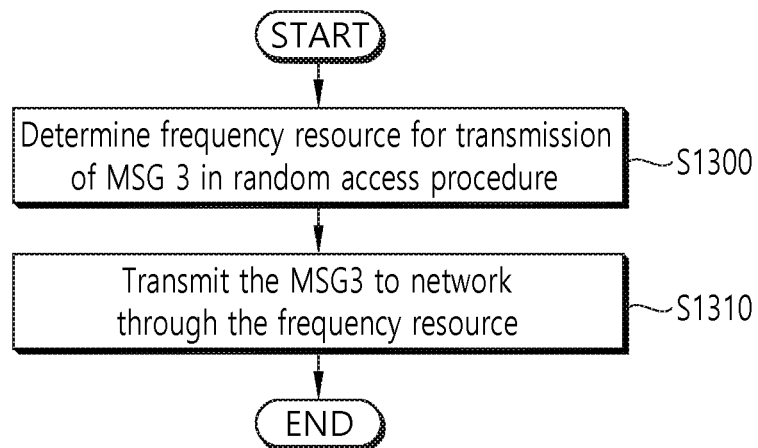 START
Determine frequency resource for transmission
of MSG 3 in random access procedure
S1300
Transmit the MSG3 to network
through the frequency resource
S1310
END